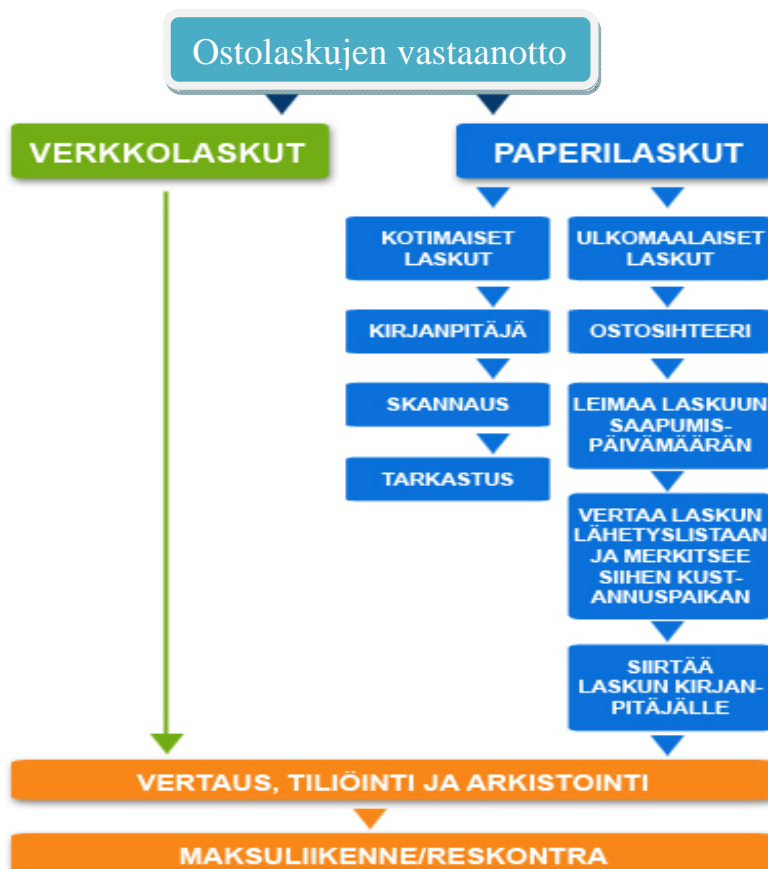 Ostolaskujen vastaanotto
VERKKOLASKUT
PAPERILASKUT
KOTIMAISET
LASKUT
ULKOMAALAISET
LASKUT
KIRJANPITÄJÄ
OSTOSIHTEERI
SKANNAUS
LEIMAA LASKUUN
SAAPUMIS-
PÄIVÄMÄÄRÄN
TARKASTUS
VERTAA LASKUN
LÄHETYSLISTAAN
JA MERKITSEE
SIIHEN KUST-
ANNUSPAIKAN
SIIRTÄÄ
LASKUN KIRJAN-
PITÄJÄLLE
VERTAUS, TILIÖINTI JA ARKISTOINTI
MAKSULIIKENNE/RESKONTRA